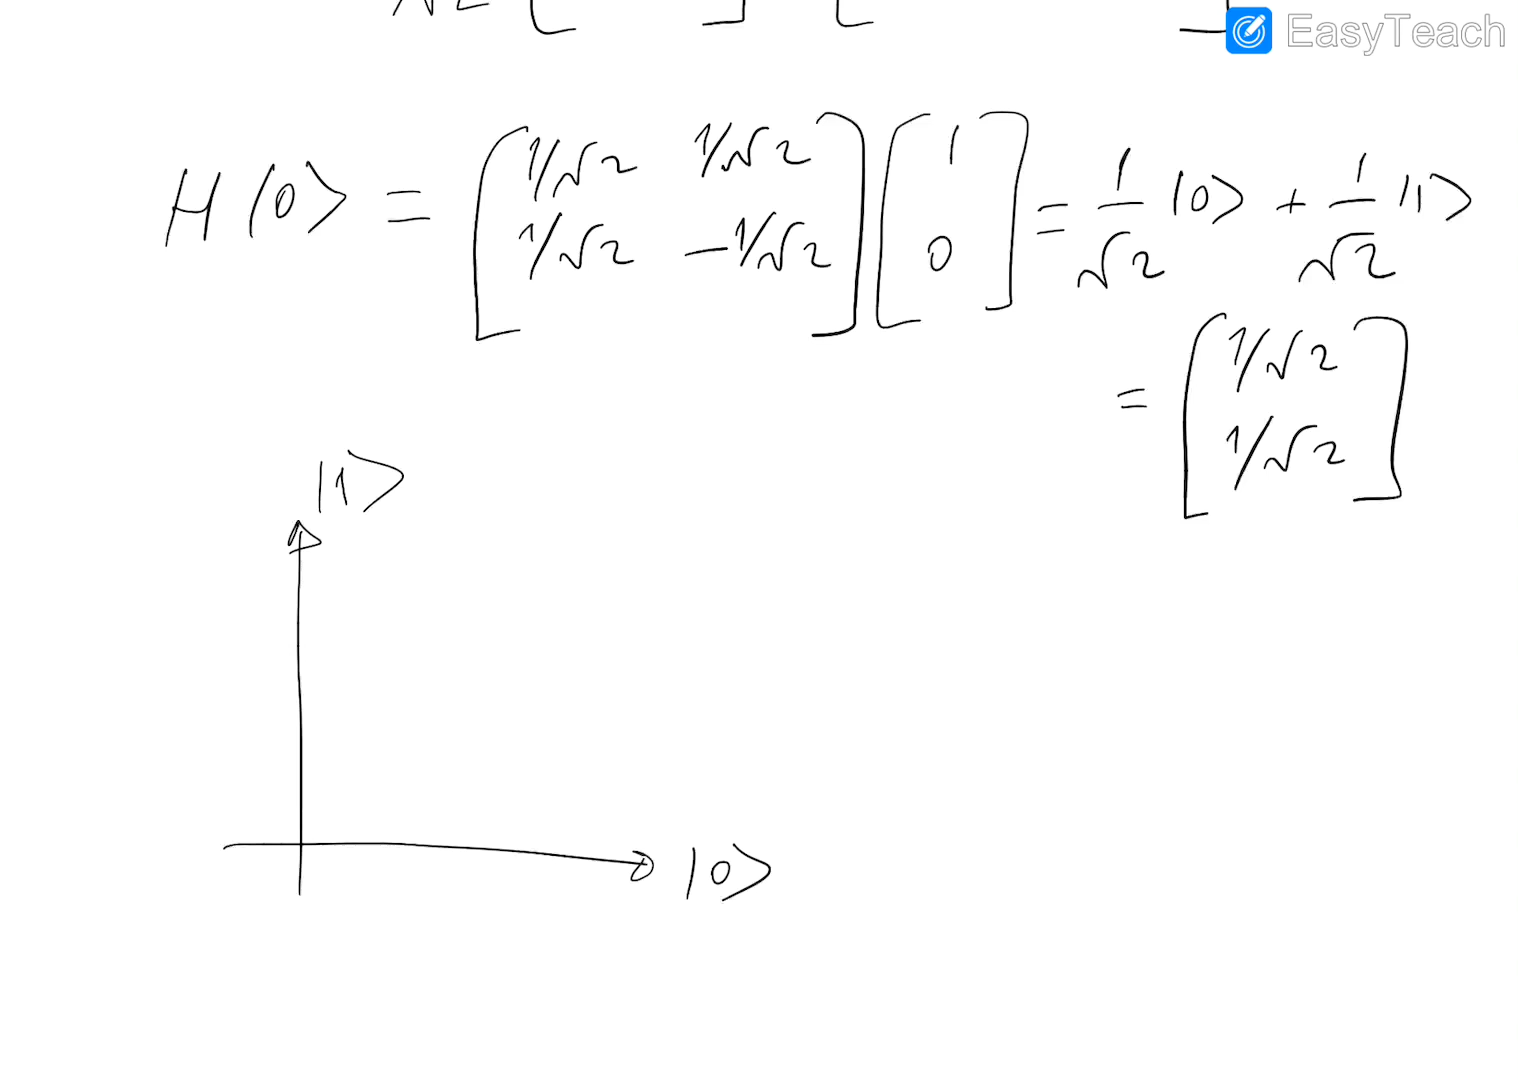 EasyTeach
H|0> = [1/√2 1/√2; 1/√2 -1/√2] [1; 0] = 1/√2 |0> + 1/√2 |1>
= [1/√2; 1/√2]
|1>
|0>